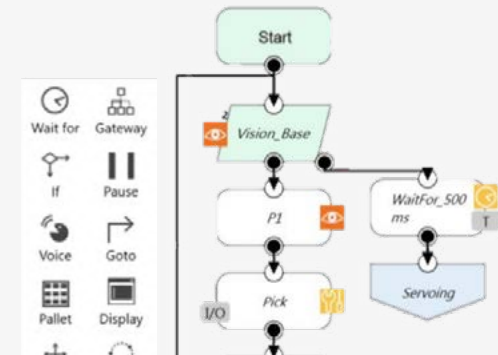 Start
Wait for
Gateway
Vision_Base
If
Pause
P1
WaitFor_500
ms
T
Voice
Goto
Servoing
Pallet
Display
I/O
Pick